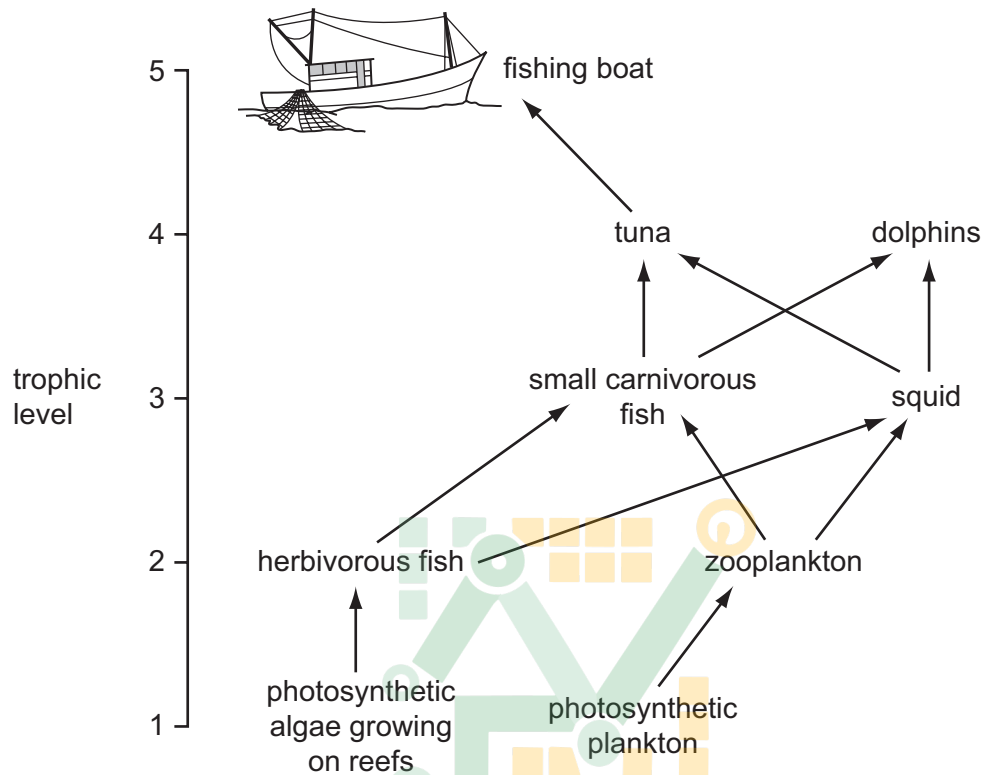 5
fishing boat
4
tuna
dolphins
trophic
level
3
small carnivorous
fish
squid
2
herbivorous fish
zooplankton
photosynthetic
algae growing
on reefs
photosynthetic
plankton
1